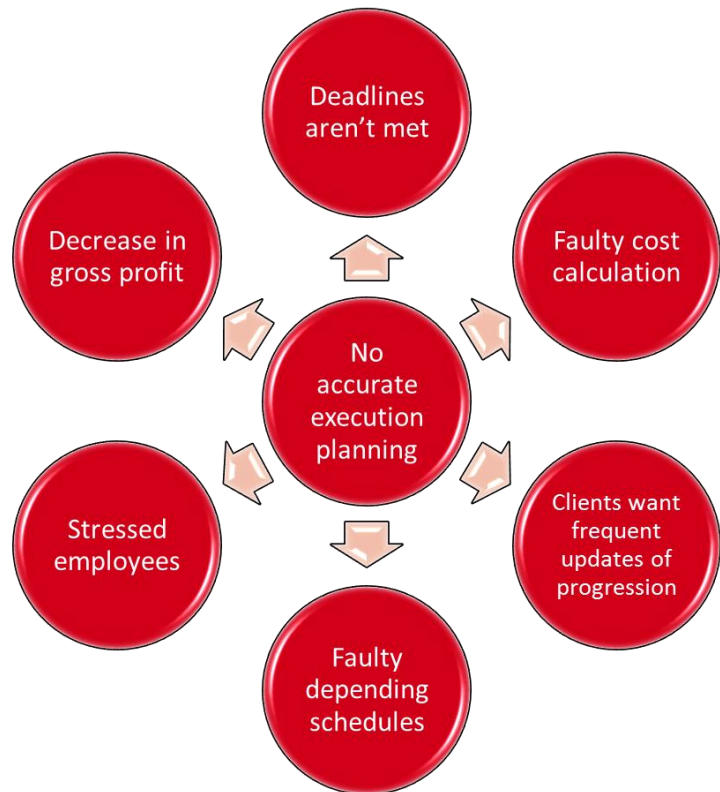 Deadlines
aren’t met
Decrease in
gross profit
Faulty cost
calculation
No
accurate
execution
planning
Stressed
employees
Clients want
frequent
updates of
progression
Faulty
depending
schedules